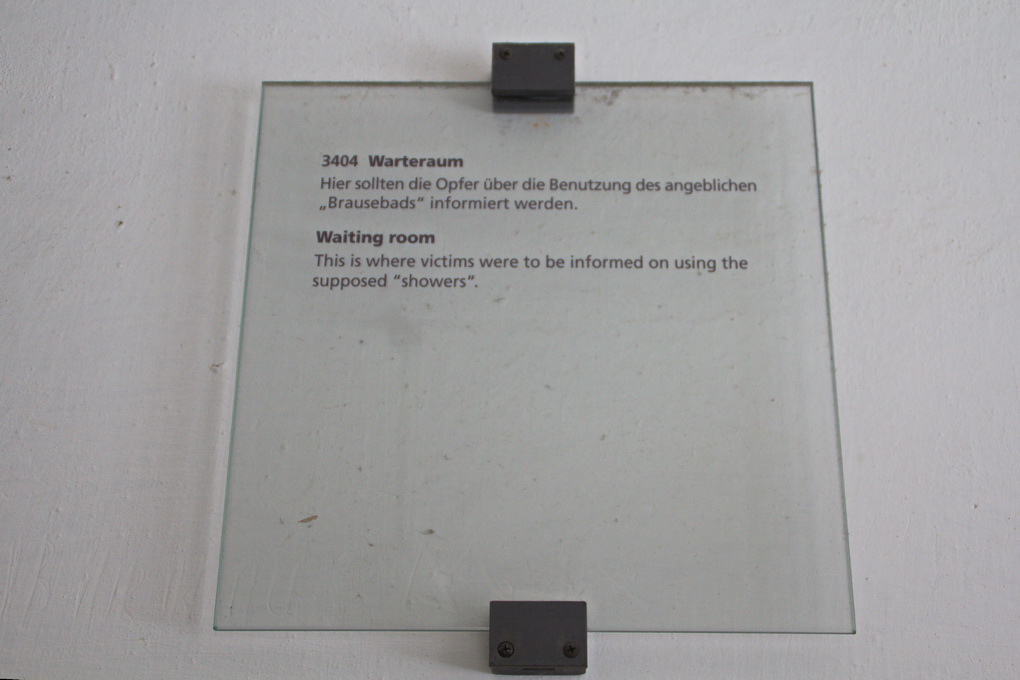 3404 Warteraum
Hier sollten die Opfer über die Benutzung des angeblichen
„Brausebads“ informiert werden.
Waiting room
This is where victims were to be informed on using the
supposed “showers“.